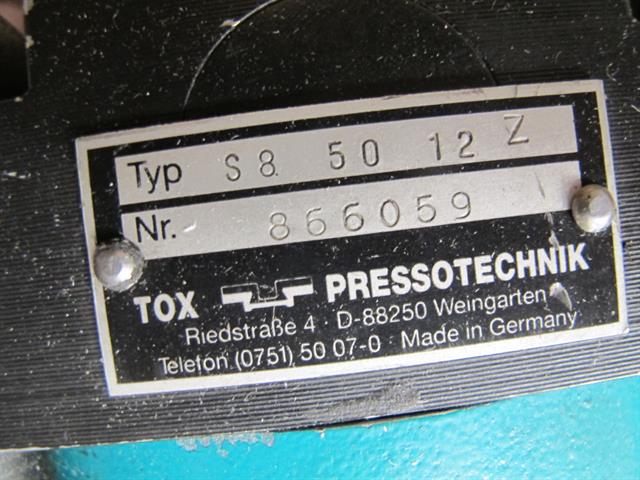 Typ S8 50 12 Z
Nr. 866059
TOX PRESSOTECHNIK
Riedstraße 4 · D-88250 Weingarten
Telefon (0751) 50 07-0 · Made in Germany